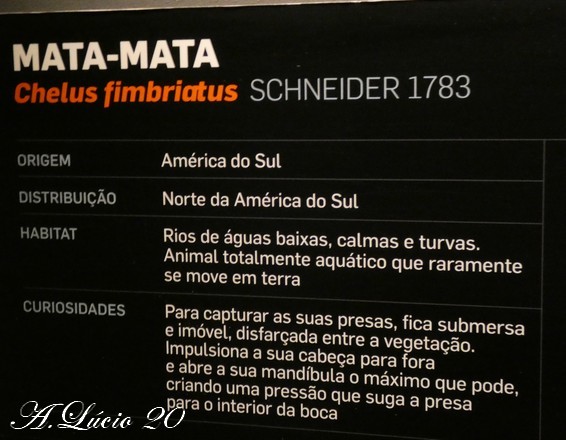 MATA-MATA
Chelus fimbriatus SCHNEIDER 1783
ORIGEM América do Sul
DISTRIBUIÇÃO Norte da América do Sul
HABITAT Rios de águas baixas, calmas e turvas.
Animal totalmente aquático que raramente
se move em terra
CURIOSIDADES Para capturar as suas presas, fica submersa
e imóvel, disfarçada entre a vegetação.
Impulsiona a sua cabeça para fora
e abre a sua mandíbula o máximo que pode,
criando uma pressão que suga a presa
para o interior da boca
A.Lúcio 20